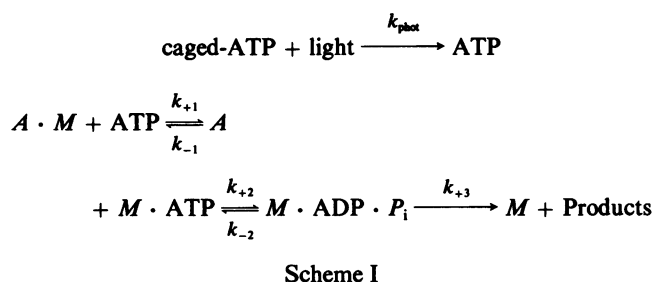 caged-ATP + light —k_phot→ ATP
A · M + ATP ⇌ A (k_{+1}, k_{-1})
+ M · ATP ⇌ M · ADP · P_i —k_{+3}→ M + Products (k_{+2}, k_{-2})
Scheme I